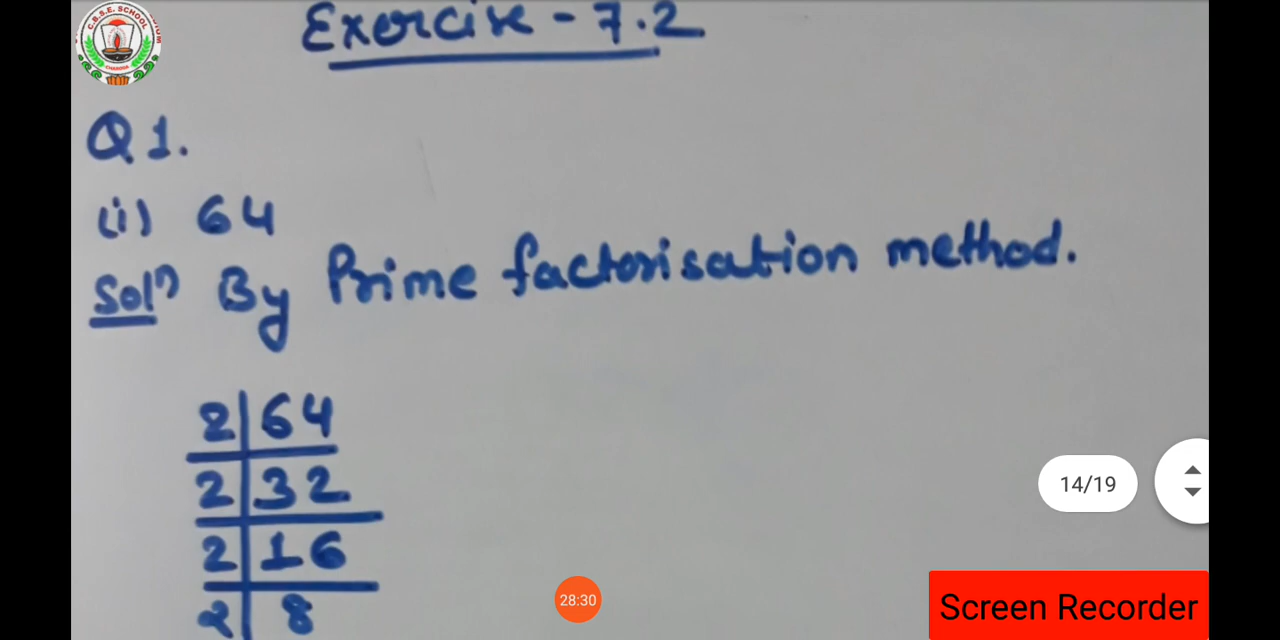 C.B.S.E. SCHOOL
Exercise - 7.2
Q1.
(i) 64
Solⁿ By Prime factorisation method.
2 | 64
2 | 32
2 | 16
2 | 8
14/19
28:30
Screen Recorder